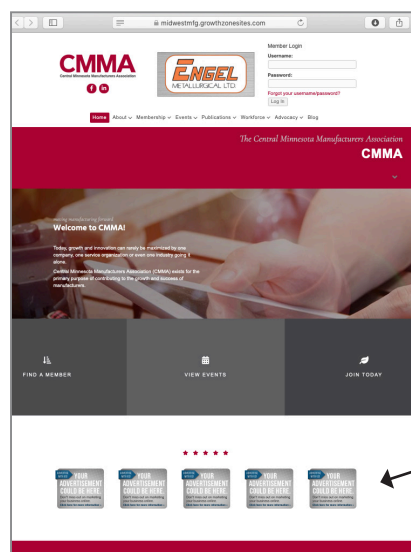 midwestmfg.growthzonesites.com
CMMA
Central Minnesota Manufacturers Association
ENGEL
METALLURGICAL LTD.
Member Login
Username:
Password:
Forgot your username/password?
Log In
Home About Membership Events Publications Workforce Advocacy Blog
The Central Minnesota Manufacturers Association
CMMA
moving manufacturing forward
Welcome to CMMA!
Today, growth and innovation can rarely be maximized by one
company, one service organization or even one industry going it
alone.
Central Minnesota Manufacturers Association (CMMA) exists for the
primary purpose of contributing to the growth and success of
manufacturers.
FIND A MEMBER
VIEW EVENTS
JOIN TODAY
YOUR
ADVERTISEMENT
COULD BE HERE.
YOUR
ADVERTISEMENT
COULD BE HERE.
YOUR
ADVERTISEMENT
COULD BE HERE.
YOUR
ADVERTISEMENT
COULD BE HERE.
YOUR
ADVERTISEMENT
COULD BE HERE.